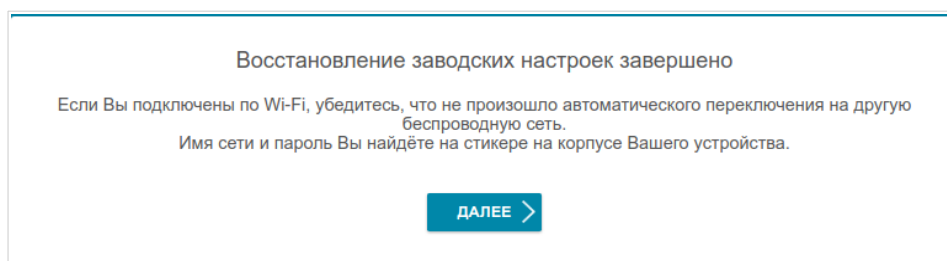 Восстановление заводских настроек завершено
Если Вы подключены по Wi-Fi, убедитесь, что не произошло автоматического переключения на другую
беспроводную сеть.
Имя сети и пароль Вы найдёте на стикере на корпусе Вашего устройства.
ДАЛЕЕ